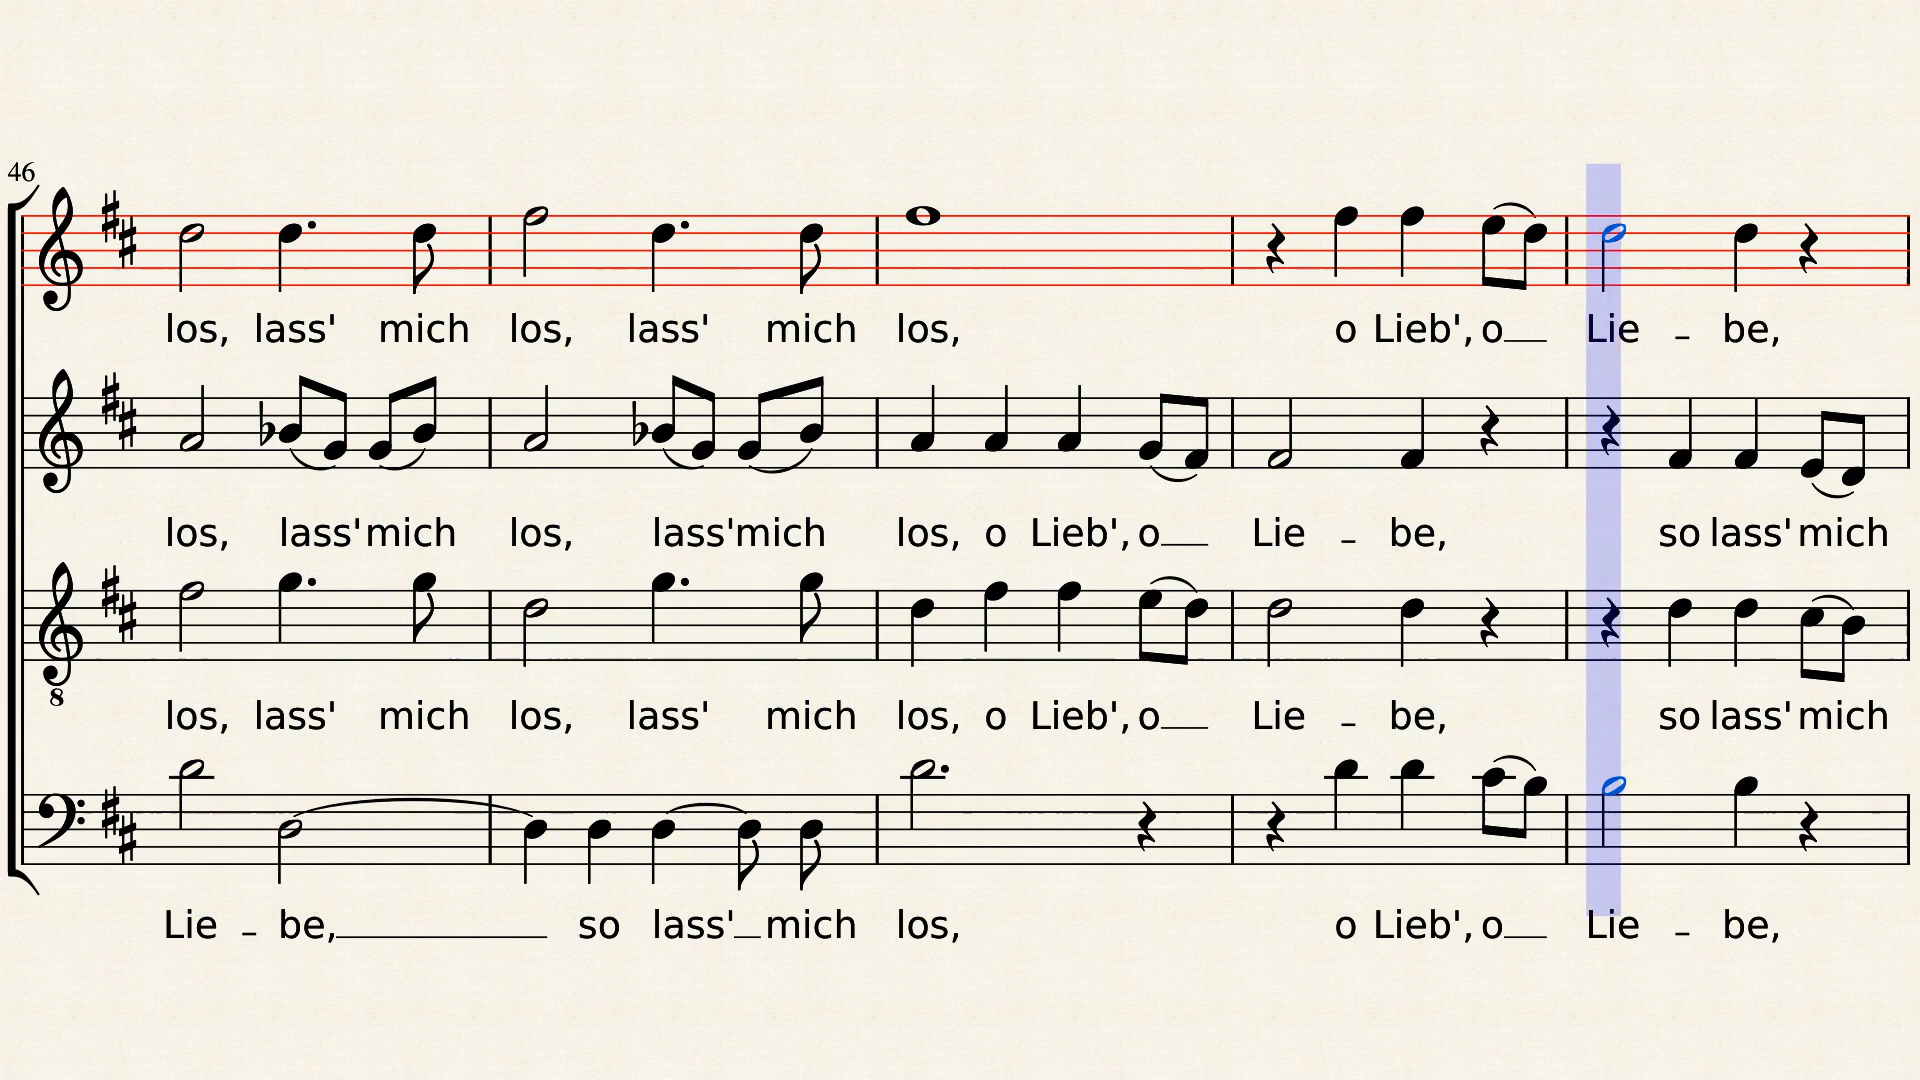 46
los, lass' mich los, lass' mich los, o Lieb', o Lie - be,
los, lass' mich los, lass' mich los, o Lieb', o Lie - be, so lass' mich
8
los, lass' mich los, lass' mich los, o Lieb', o Lie - be, so lass' mich
Lie - be, so lass' mich los, o Lieb', o Lie - be,